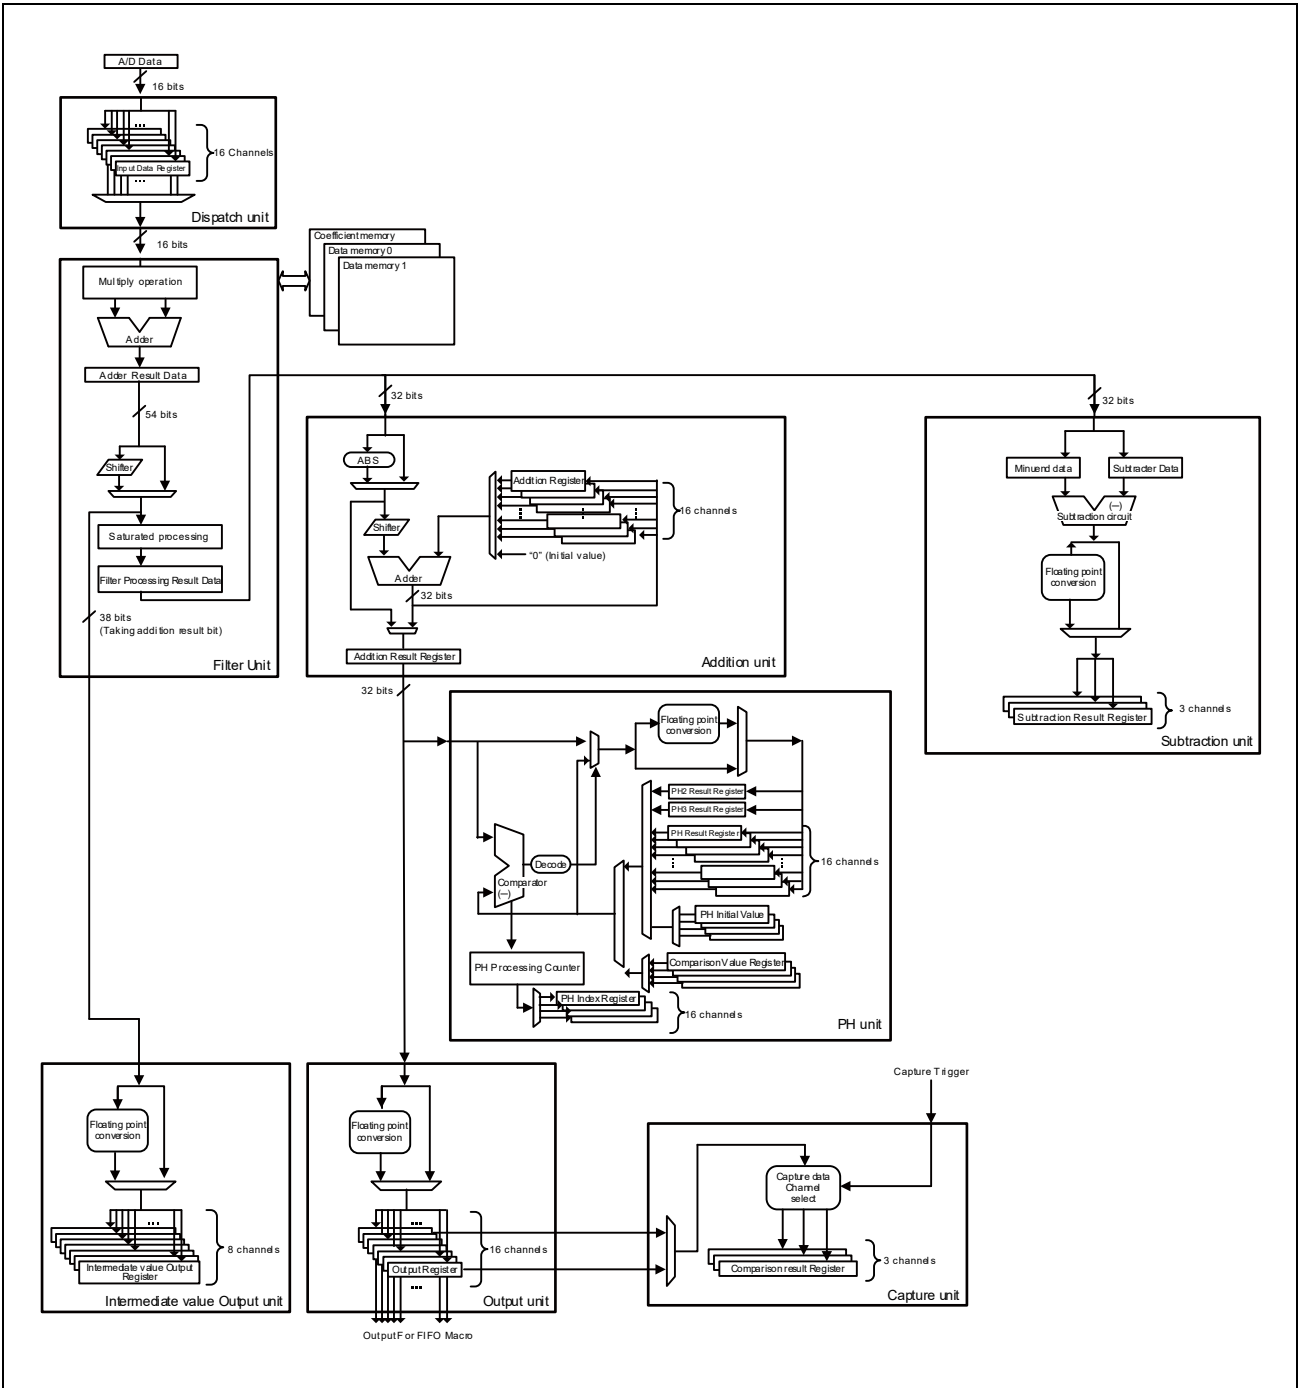 A/D Data
16 bits
...
16 Channels
Input Data Register
...
Dispatch unit
16 bits
Coefficient memory
Data memory 0
Data memory 1
Multiply operation
Adder
Adder Result Data
54 bits
Shifter
Saturated processing
Filter Processing Result Data
38 bits
(Taking addition result bit)
Filter Unit
32 bits
ABS
Addition Register
16 channels
Shifter
"0" (Initial value)
Adder
32 bits
Addition Result Register
Addition unit
32 bits
32 bits
Minuend data
Subtracter Data
(−)
Subtraction circuit
Floating point
conversion
Subtraction Result Register
3 channels
Subtraction unit
Floating point
conversion
PH2 Result Register
PH3 Result Register
PH Result Register
16 channels
Decode
Comparator
(−)
PH Initial Value
PH Processing Counter
Comparison Value Register
PH Index Register
16 channels
PH unit
Floating point
conversion
...
8 channels
Intermediate value Output
Register
Intermediate value Output unit
Floating point
conversion
...
16 channels
Output Register
...
Output unit
Output For FIFO Macro
Capture Trigger
Capture data
Channel
select
Comparison result Register
3 channels
Capture unit